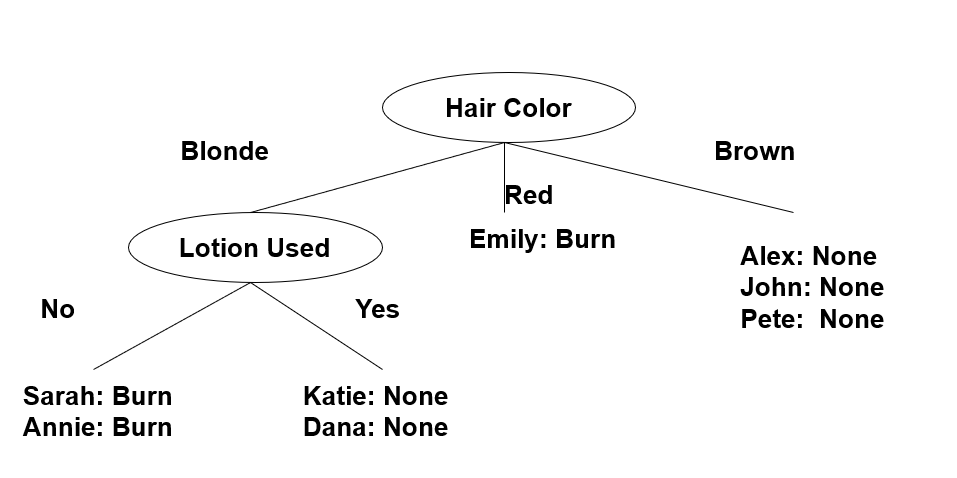 Hair Color
Blonde
Brown
Red
Emily: Burn
Lotion Used
Alex: None
John: None
Pete:  None
No
Yes
Sarah: Burn
Annie: Burn
Katie: None
Dana: None